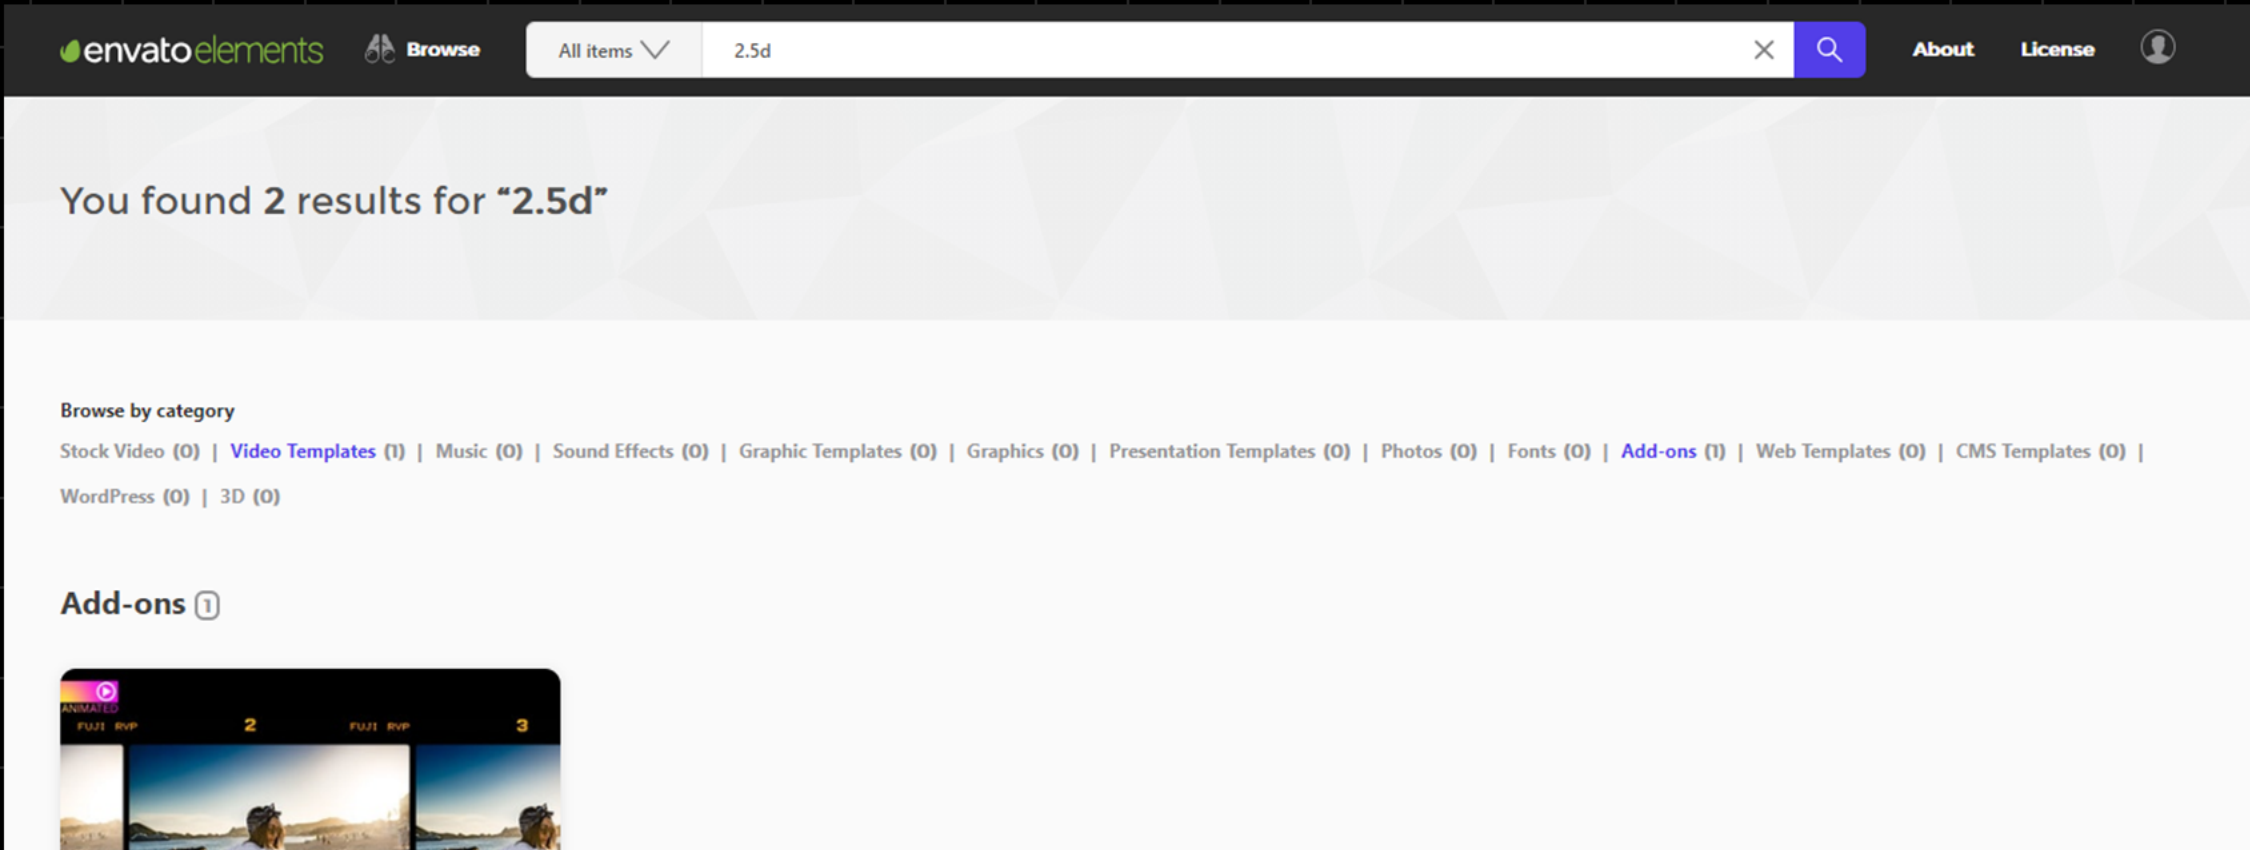 envato elements Browse All items 2.5d About License
You found 2 results for “2.5d”
Browse by category
Stock Video (0) | Video Templates (1) | Music (0) | Sound Effects (0) | Graphic Templates (0) | Graphics (0) | Presentation Templates (0) | Photos (0) | Fonts (0) | Add-ons (1) | Web Templates (0) | CMS Templates (0) |
WordPress (0) | 3D (0)
Add-ons 1
ANIMATED
FUJI RVP 2 FUJI RVP 3